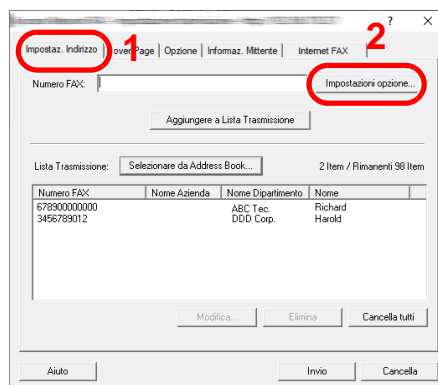 ? ×
Impostaz. Indirizzo 1 over Page Opzione Informaz. Mittente Internet FAX 2
Numero FAX: Impostazioni opzione...
Aggiungere a Lista Trasmissione
Lista Trasmissione: Selezionare da Address Book... 2 Item / Rimanenti 98 Item
Numero FAX Nome Azienda Nome Dipartimento Nome
678900000000 ABC Tec. Richard
3456789012 DDD Corp. Harold
Modifica... Elimina Cancella tutti
Aiuto Invio Cancella